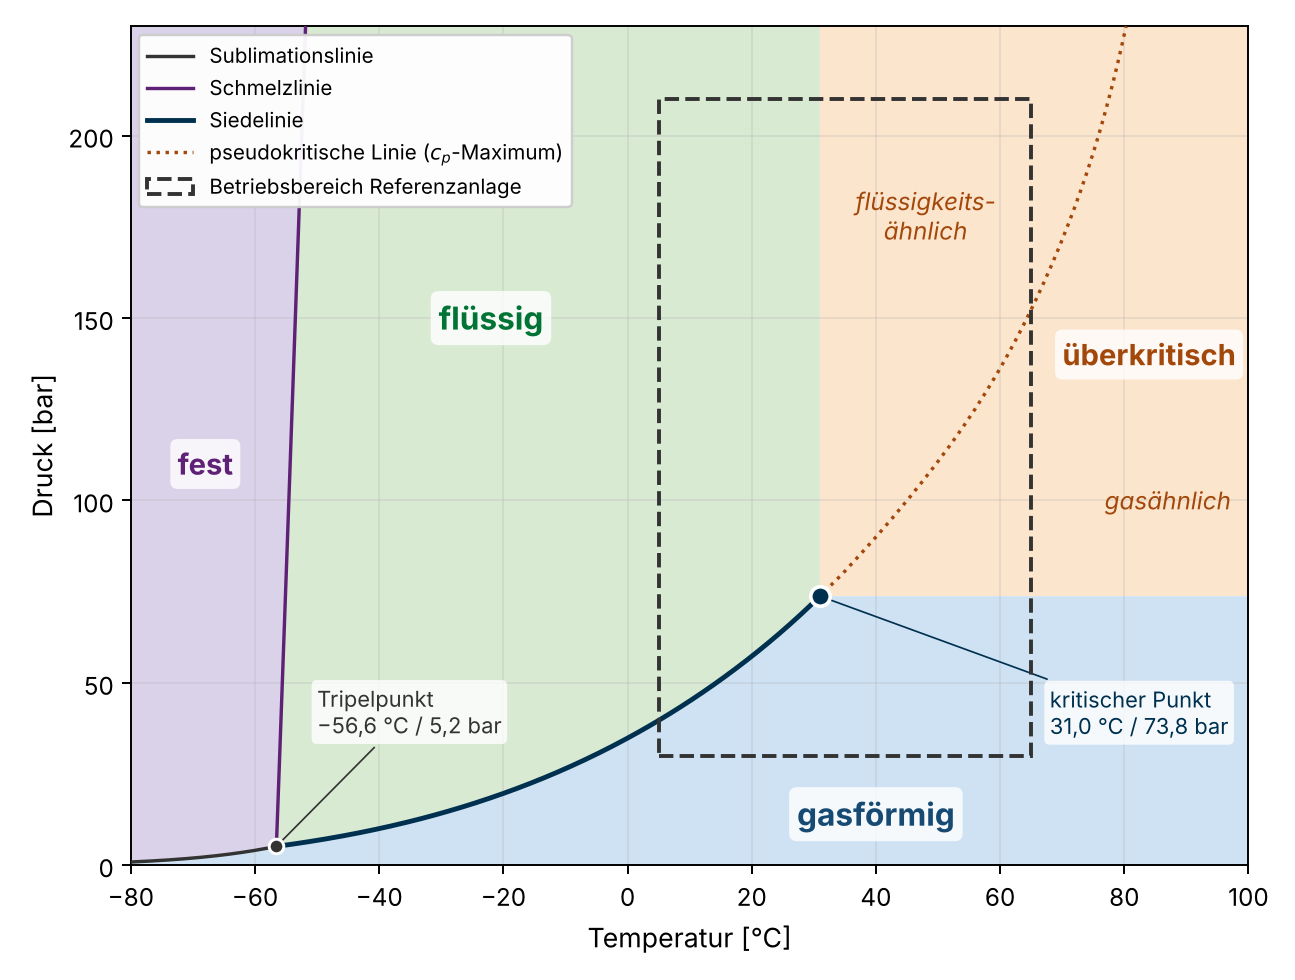 Sublimationslinie
Schmelzlinie
Siedelinie
pseudokritische Linie (cp-Maximum)
Betriebsbereich Referenzanlage
200
150
100
50
0
Druck [bar]
flüssigkeits-
ähnlich
flüssig
überkritisch
fest
gasähnlich
Tripelpunkt
−56,6 °C / 5,2 bar
kritischer Punkt
31,0 °C / 73,8 bar
gasförmig
−80
−60
−40
−20
0
20
40
60
80
100
Temperatur [°C]